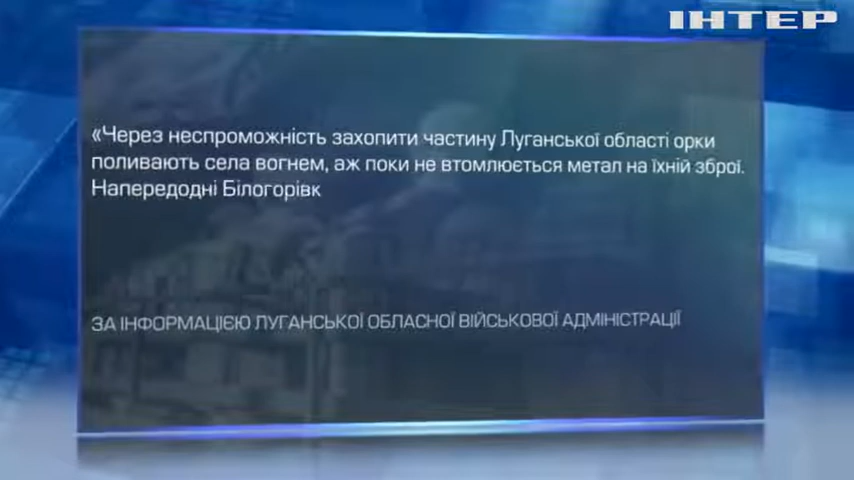 ІНТЕР
«Через неспроможність захопити частину Луганської області орки
поливають села вогнем, аж поки не втомлюється метал на їхній зброї.
Напередодні Білогорівк
ЗА ІНФОРМАЦІЄЮ ЛУГАНСЬКОЇ ОБЛАСНОЇ ВІЙСЬКОВОЇ АДМІНІСТРАЦІЇ